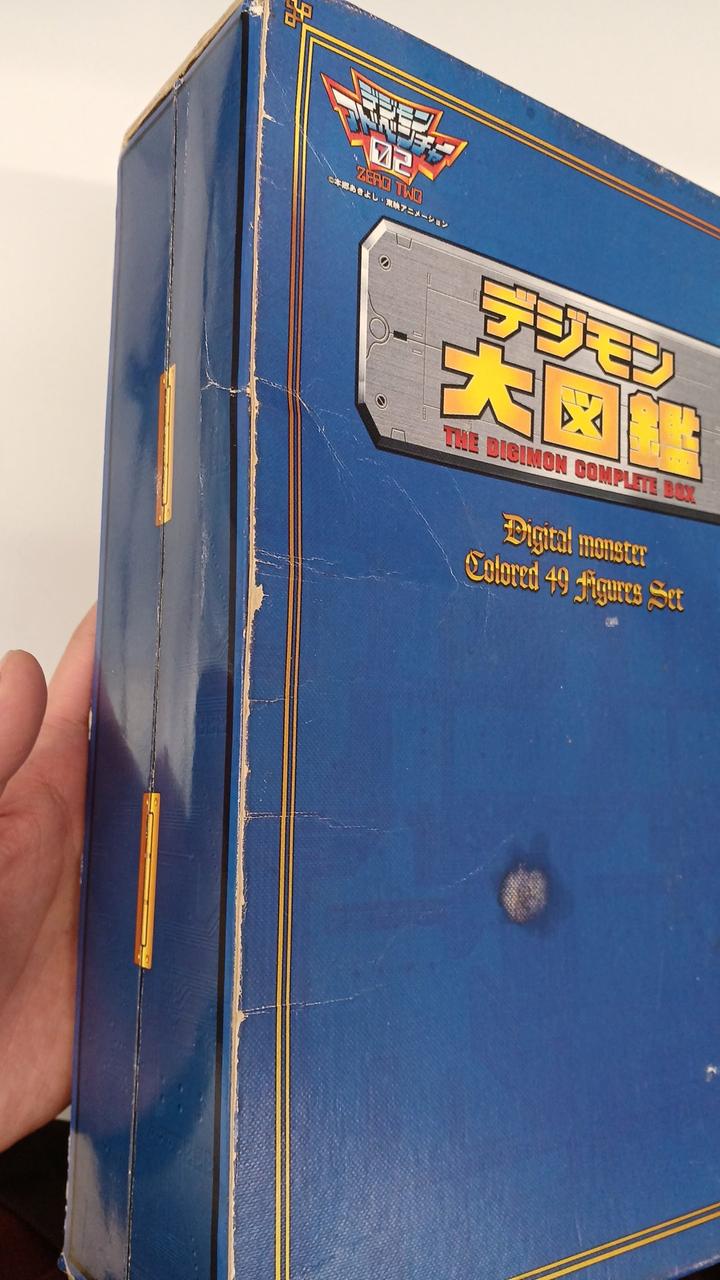 デジモン
アドベンチャー
02
ZERO TWO
©本郷あきよし・東映アニメーション
デジモン
大図鑑
THE DIGIMON COMPLETE BOX
Digital monster
Colored 49 Figures Set